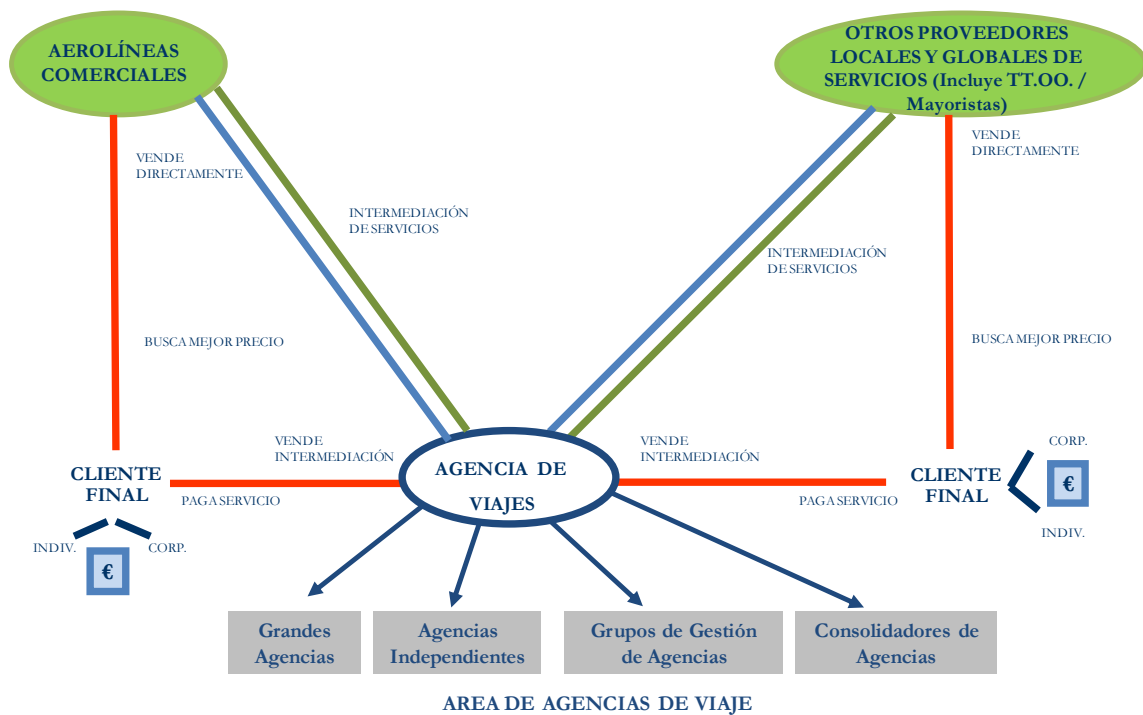 AEROLÍNEAS
COMERCIALES
OTROS PROVEEDORES
LOCALES Y GLOBALES DE
SERVICIOS (Incluye TT.OO. /
Mayoristas)
VENDE
DIRECTAMENTE
VENDE
DIRECTAMENTE
INTERMEDIACIÓN
DE SERVICIOS
INTERMEDIACIÓN
DE SERVICIOS
BUSCA MEJOR PRECIO
BUSCA MEJOR PRECIO
CLIENTE
FINAL
VENDE
INTERMEDIACIÓN
PAGA SERVICIO
AGENCIA DE
VIAJES
VENDE
INTERMEDIACIÓN
PAGA SERVICIO
CLIENTE
FINAL
CORP.
€
INDIV.
INDIV.
CORP.
€
Grandes
Agencias
Agencias
Independientes
Grupos de Gestión
de Agencias
Consolidadores de
Agencias
AREA DE AGENCIAS DE VIAJE